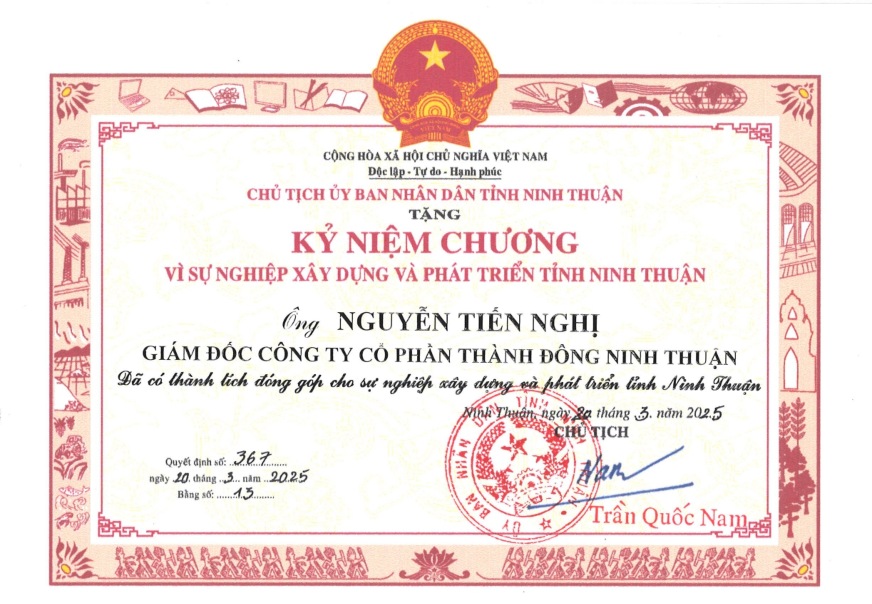 CỘNG HÒA XÃ HỘI CHỦ NGHĨA VIỆT NAM
Độc lập - Tự do - Hạnh phúc
CHỦ TỊCH ỦY BAN NHÂN DÂN TỈNH NINH THUẬN
TẶNG
KỶ NIỆM CHƯƠNG
VÌ SỰ NGHIỆP XÂY DỰNG VÀ PHÁT TRIỂN TỈNH NINH THUẬN
Ông NGUYỄN TIẾN NGHỊ
GIÁM ĐỐC CÔNG TY CỔ PHẦN THÀNH ĐÔNG NINH THUẬN
Đã có thành tích đóng góp cho sự nghiệp xây dựng và phát triển tỉnh Ninh Thuận
Ninh Thuận, ngày 20 tháng 3. năm 2025
CHỦ TỊCH
Quyết định số: ..367..........
ngày 20 tháng ..3... năm ..2025
Bằng số: ......13........
Nam
Trần Quốc Nam